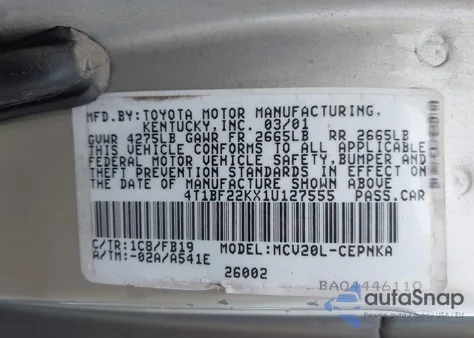 MFD.BY:TOYOTA MOTOR MANUFACTURING,
KENTUCKY,INC. 03/01
GVWR 4275LB GAWR FR 2665LB RR 2665LB
THIS VEHICLE CONFORMS TO ALL APPLICABLE
FEDERAL MOTOR VEHICLE SAFETY,BUMPER AND
THEFT PREVENTION STANDARDS IN EFFECT ON
THE DATE OF MANUFACTURE SHOWN ABOVE.
4T1BF22KX1U127555 PASS.CAR
C/TR:1C8/FB19 MODEL:MCV20L-CEPNKA
A/TM:-02A/A541E
26002
BA04446110
autoSnap